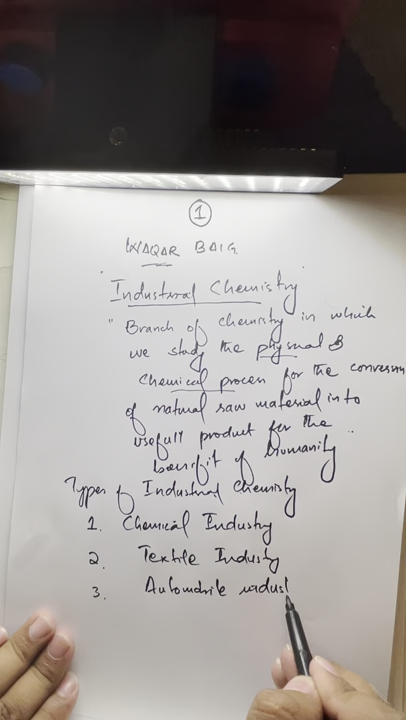 1
WAQAR BAIG
"Industrial Chemistry"
"Branch of chemistry in which
we study the physical &
Chemical process for the conversion
of natural raw material into
usefull product for the
benifit of humanity"
Types of Industrial Chemistry
1. Chemical Industry
2. Textile Industry
3. Automobile indust